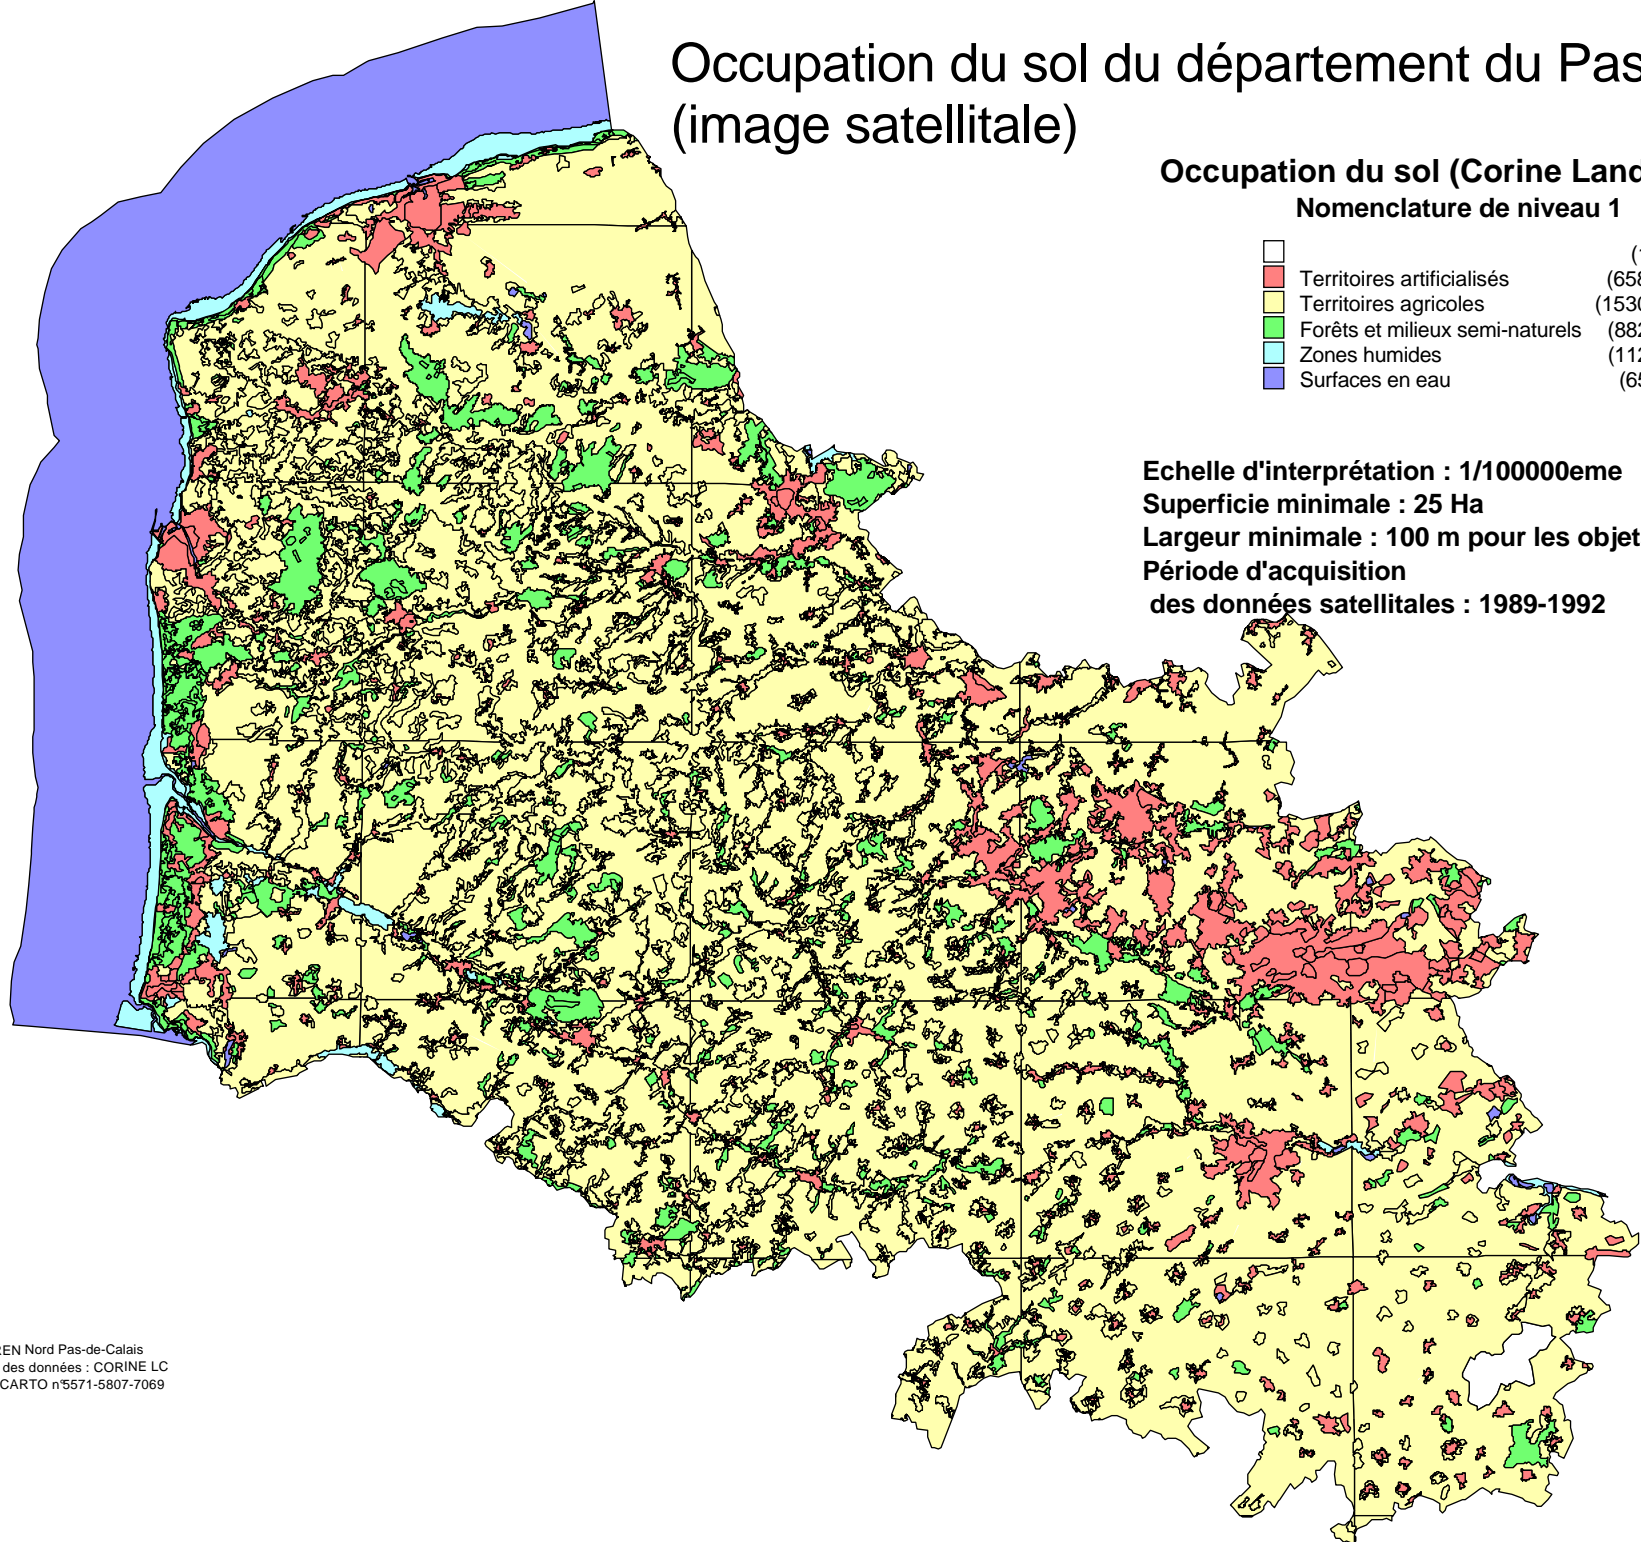 Occupation du sol du département du Pas
(image satellitale)
Occupation du sol (Corine Land
Nomenclature de niveau 1
(1
Territoires artificialisés (658
Territoires agricoles (1530
Forêts et milieux semi-naturels (882
Zones humides (112
Surfaces en eau (65
Echelle d'interprétation : 1/100000eme
Superficie minimale : 25 Ha
Largeur minimale : 100 m pour les objet
Période d'acquisition
des données satellitales : 1989-1992
EN Nord Pas-de-Calais
des données : CORINE LC
CARTO n°5571-5807-7069